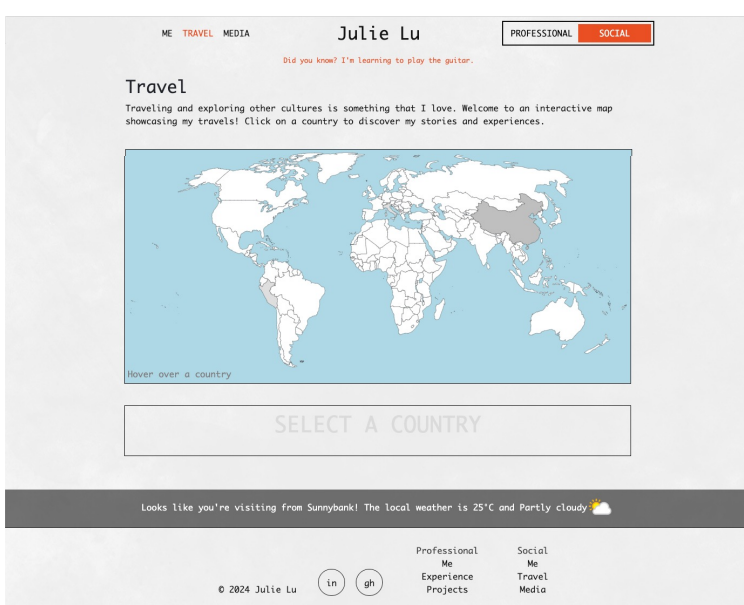 ME TRAVEL MEDIA
Julie Lu
PROFESSIONAL SOCIAL
Did you know? I'm learning to play the guitar.
Travel
Traveling and exploring other cultures is something that I love. Welcome to an interactive map
showcasing my travels! Click on a country to discover my stories and experiences.
Hover over a country
SELECT A COUNTRY
Looks like you're visiting from Sunnybank! The local weather is 25°C and Partly cloudy
© 2024 Julie Lu
in
gh
Professional
Me
Experience
Projects
Social
Me
Travel
Media